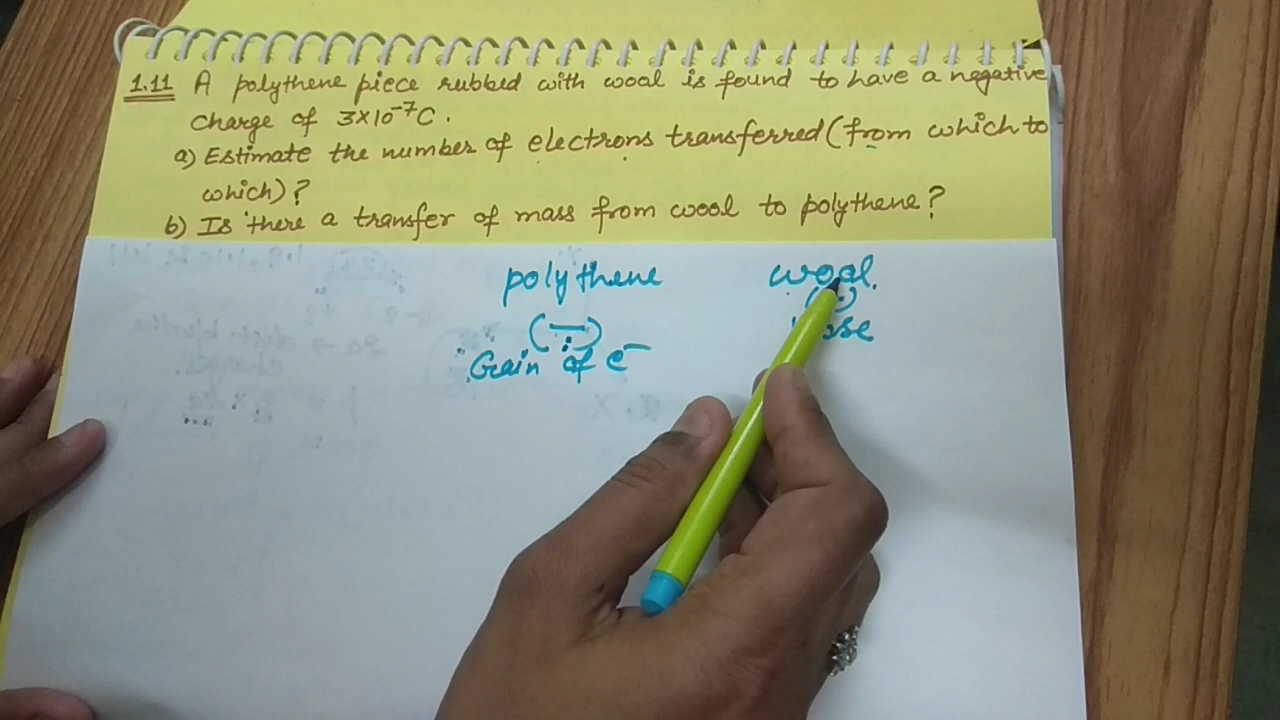 1.11 A polythene piece rubbed with wool is found to have a negative
charge of 3×10⁻⁷C.
a) Estimate the number of electrons transferred (from which to
which)?
b) Is there a transfer of mass from wool to polythene?
polythene wool.
(—)
Gain of e⁻